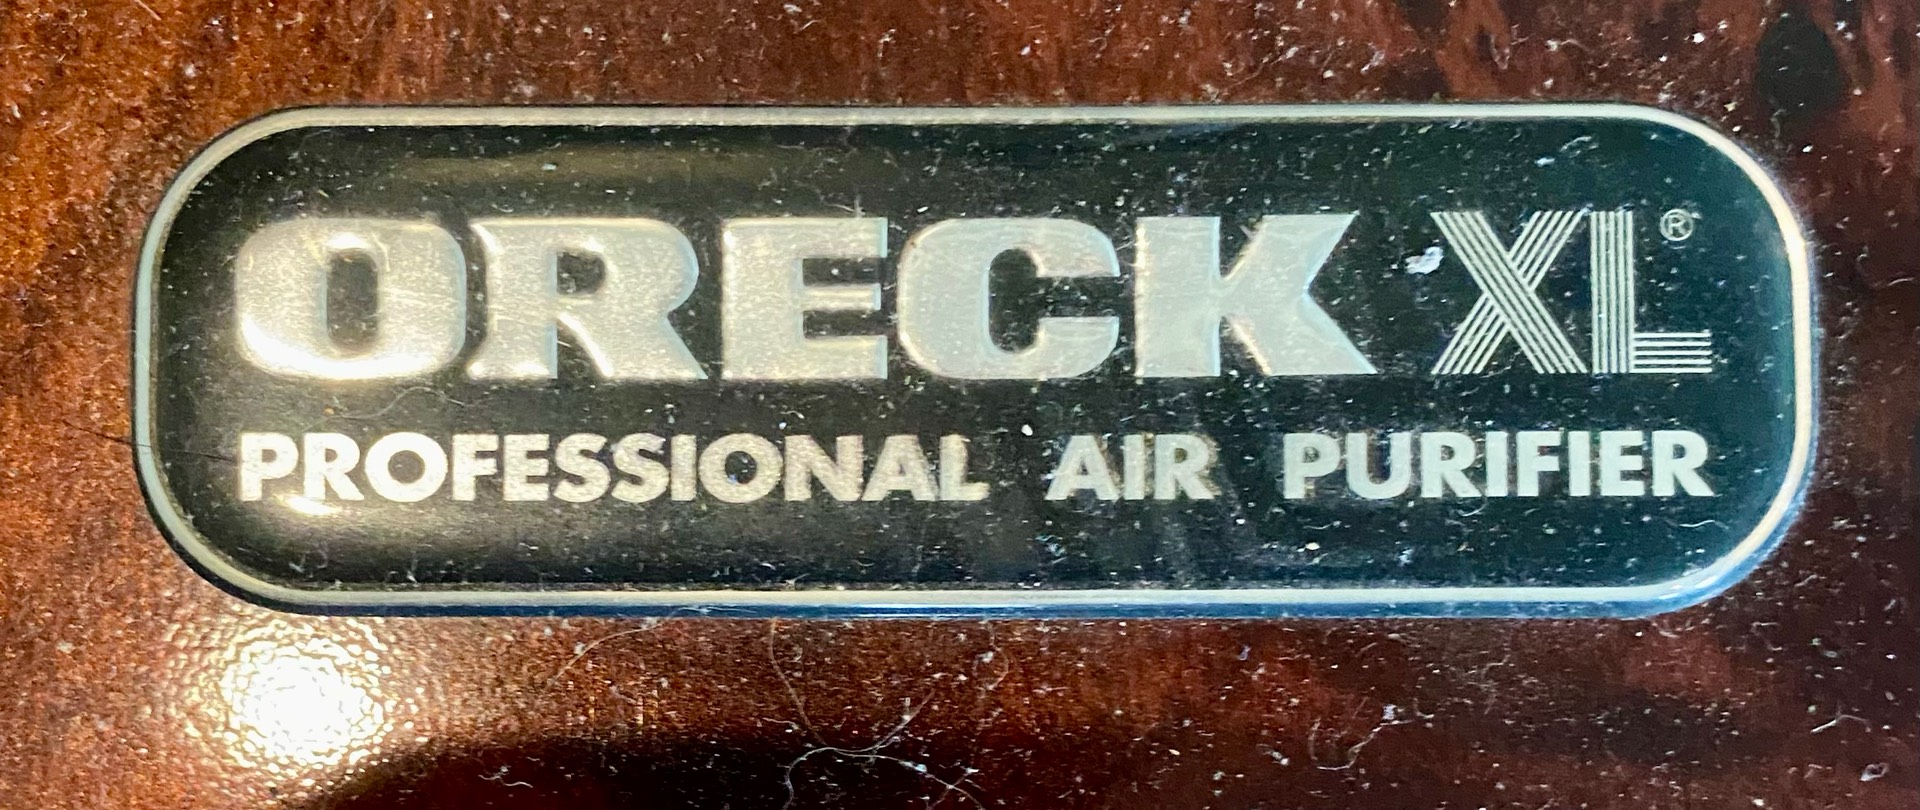 ORECK XL®
PROFESSIONAL AIR PURIFIER